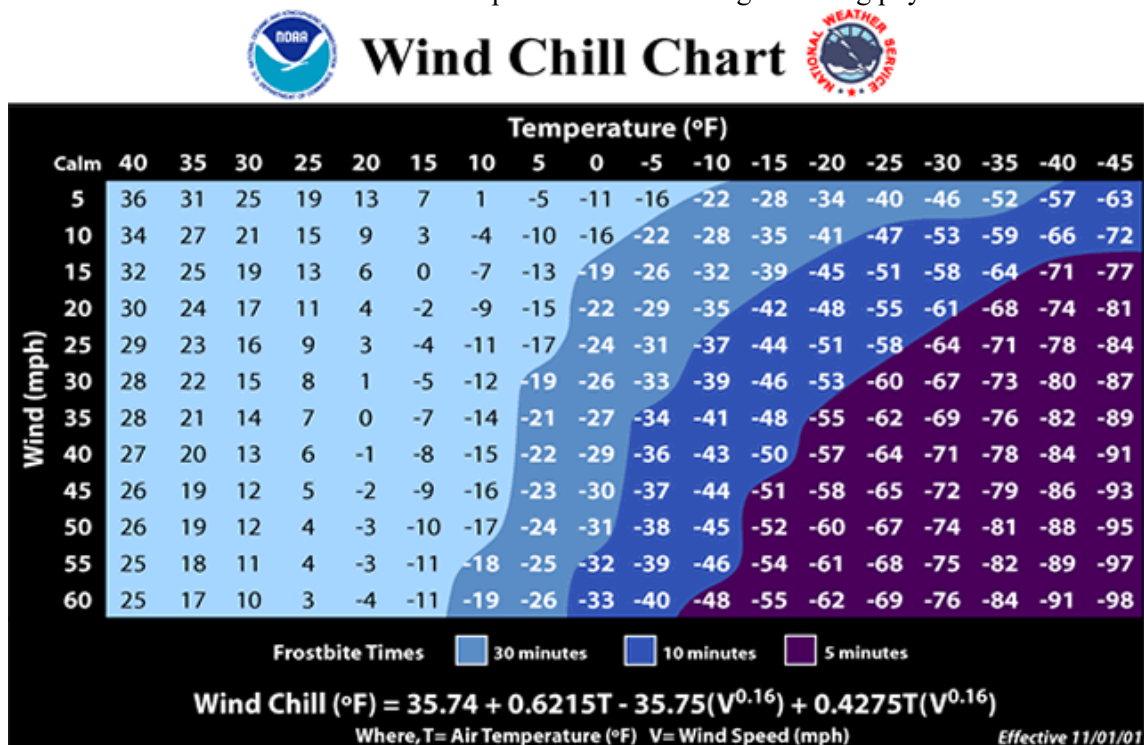 NOAA
Wind Chill Chart
NATIONAL WEATHER SERVICE
Temperature (°F)
Calm 40 35 30 25 20 15 10 5 0 -5 -10 -15 -20 -25 -30 -35 -40 -45
Wind (mph)
5 36 31 25 19 13 7 1 -5 -11 -16 -22 -28 -34 -40 -46 -52 -57 -63
10 34 27 21 15 9 3 -4 -10 -16 -22 -28 -35 -41 -47 -53 -59 -66 -72
15 32 25 19 13 6 0 -7 -13 -19 -26 -32 -39 -45 -51 -58 -64 -71 -77
20 30 24 17 11 4 -2 -9 -15 -22 -29 -35 -42 -48 -55 -61 -68 -74 -81
25 29 23 16 9 3 -4 -11 -17 -24 -31 -37 -44 -51 -58 -64 -71 -78 -84
30 28 22 15 8 1 -5 -12 -19 -26 -33 -39 -46 -53 -60 -67 -73 -80 -87
35 28 21 14 7 0 -7 -14 -21 -27 -34 -41 -48 -55 -62 -69 -76 -82 -89
40 27 20 13 6 -1 -8 -15 -22 -29 -36 -43 -50 -57 -64 -71 -78 -84 -91
45 26 19 12 5 -2 -9 -16 -23 -30 -37 -44 -51 -58 -65 -72 -79 -86 -93
50 26 19 12 4 -3 -10 -17 -24 -31 -38 -45 -52 -60 -67 -74 -81 -88 -95
55 25 18 11 4 -3 -11 -18 -25 -32 -39 -46 -54 -61 -68 -75 -82 -89 -97
60 25 17 10 3 -4 -11 -19 -26 -33 -40 -48 -55 -62 -69 -76 -84 -91 -98
Frostbite Times 30 minutes 10 minutes 5 minutes
Wind Chill (°F) = 35.74 + 0.6215T - 35.75(V^0.16) + 0.4275T(V^0.16)
Where, T= Air Temperature (°F) V= Wind Speed (mph) Effective 11/01/01